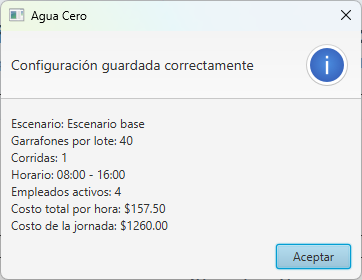 Agua Cero
Configuración guardada correctamente
i
Escenario: Escenario base
Garrafones por lote: 40
Corridas: 1
Horario: 08:00 - 16:00
Empleados activos: 4
Costo total por hora: $157.50
Costo de la jornada: $1260.00
Aceptar